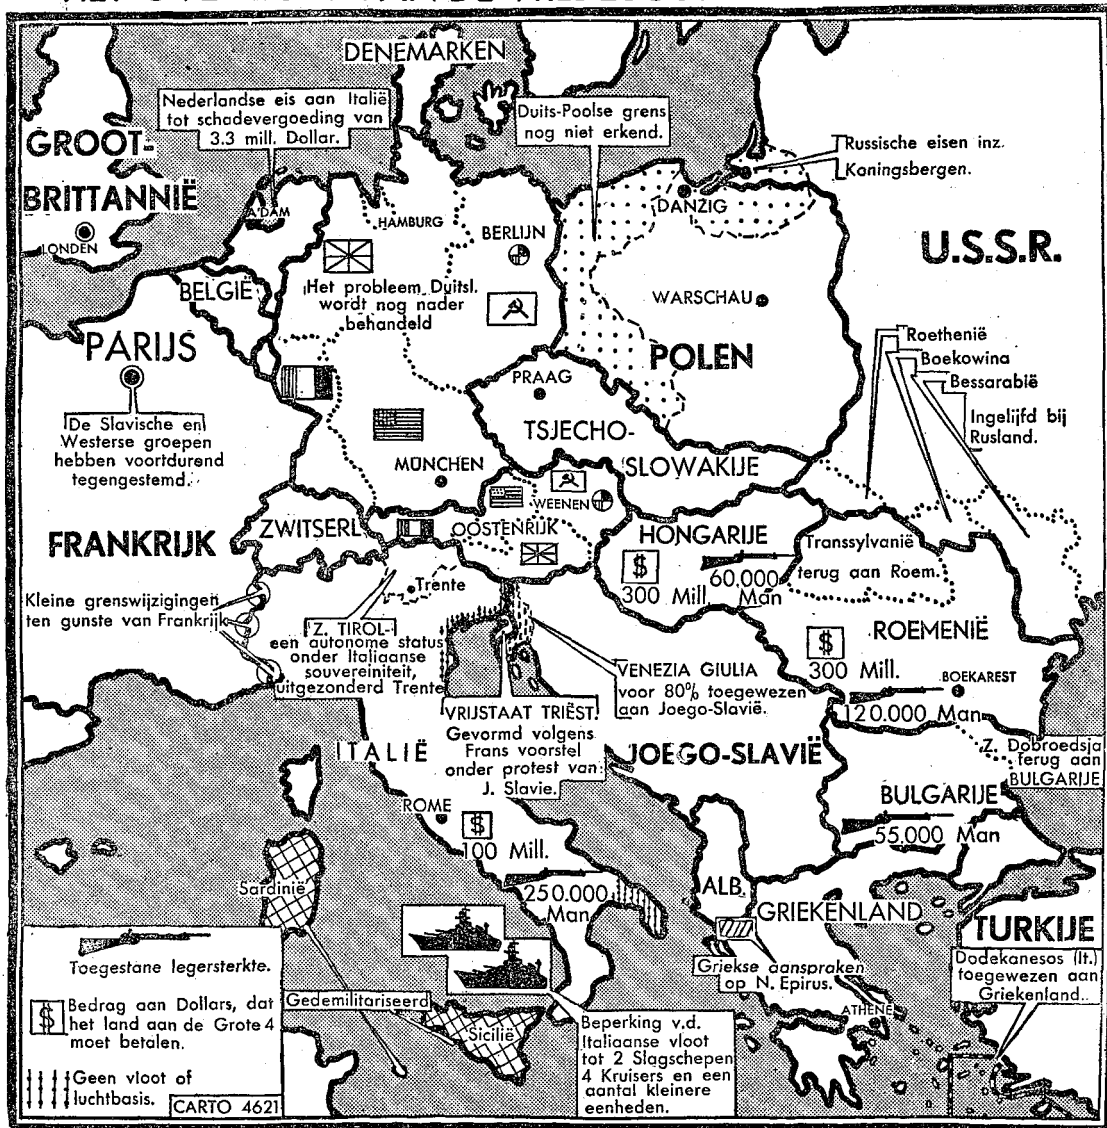 DENEMARKEN
Nederlandse eis aan Italië
tot schadevergoeding van
3.3 mill. Dollar.
Duits-Poolse grens
nog niet erkend.
Russische eisen inz.
Koningsbergen.
GROOT-
BRITTANNIË
LONDEN
A'DAM
HAMBURG
BERLIJN
DANZIG
U.S.S.R.
BELGIË
Het probleem Duitsl.
wordt nog nader
behandeld
WARSCHAU
POLEN
Roethenië
Boekowina
Bessarabië
Ingelijfd bij
Rusland.
PARIJS
De Slavische en
Westerse groepen
hebben voortdurend
tegengestemd.
PRAAG
TSJECHO-
SLOWAKIJE
MÜNCHEN
WEENEN
FRANKRIJK
ZWITSERL
OOSTENRIJK
HONGARIJE
$
300 Mill.
60.000
Man
Transsylvanië
terug aan Roem.
Kleine grenswijzigingen
ten gunste van Frankrijk
Trente
Z. TIROL-
een autonome status
onder Italiaanse
souvereiniteit,
uitgezonderd Trente
VENEZIA GIULIA
voor 80% toegewezen
aan Joego-Slavië.
ROEMENIË
$
300 Mill.
BOEKAREST
120.000 Man
VRIJSTAAT TRIËST.
Gevormd volgens
Frans voorstel
onder protest van
J. Slavie.
ITALIË
JOEGO-SLAVIË
Z. Dobroedsja
terug aan
BULGARIJE
BULGARIJE
55.000 Man
ROME
$
100 Mill.
250.000
Man
Sardinië
ALB.
GRIEKENLAND
TURKIJE
Griekse aanspraken
op N. Epirus.
Dodekanesos (It.)
toegewezen aan
Griekenland..
ATHENE
Gedemilitariseerd
Sicilië
Beperking v.d.
Italiaanse vloot
tot 2 Slagschepen
4 Kruisers en een
aantal kleinere
eenheden.
Toegestane legersterkte.
$
Bedrag aan Dollars, dat
het land aan de Grote 4
moet betalen.
Geen vloot of
luchtbasis.
CARTO 4621